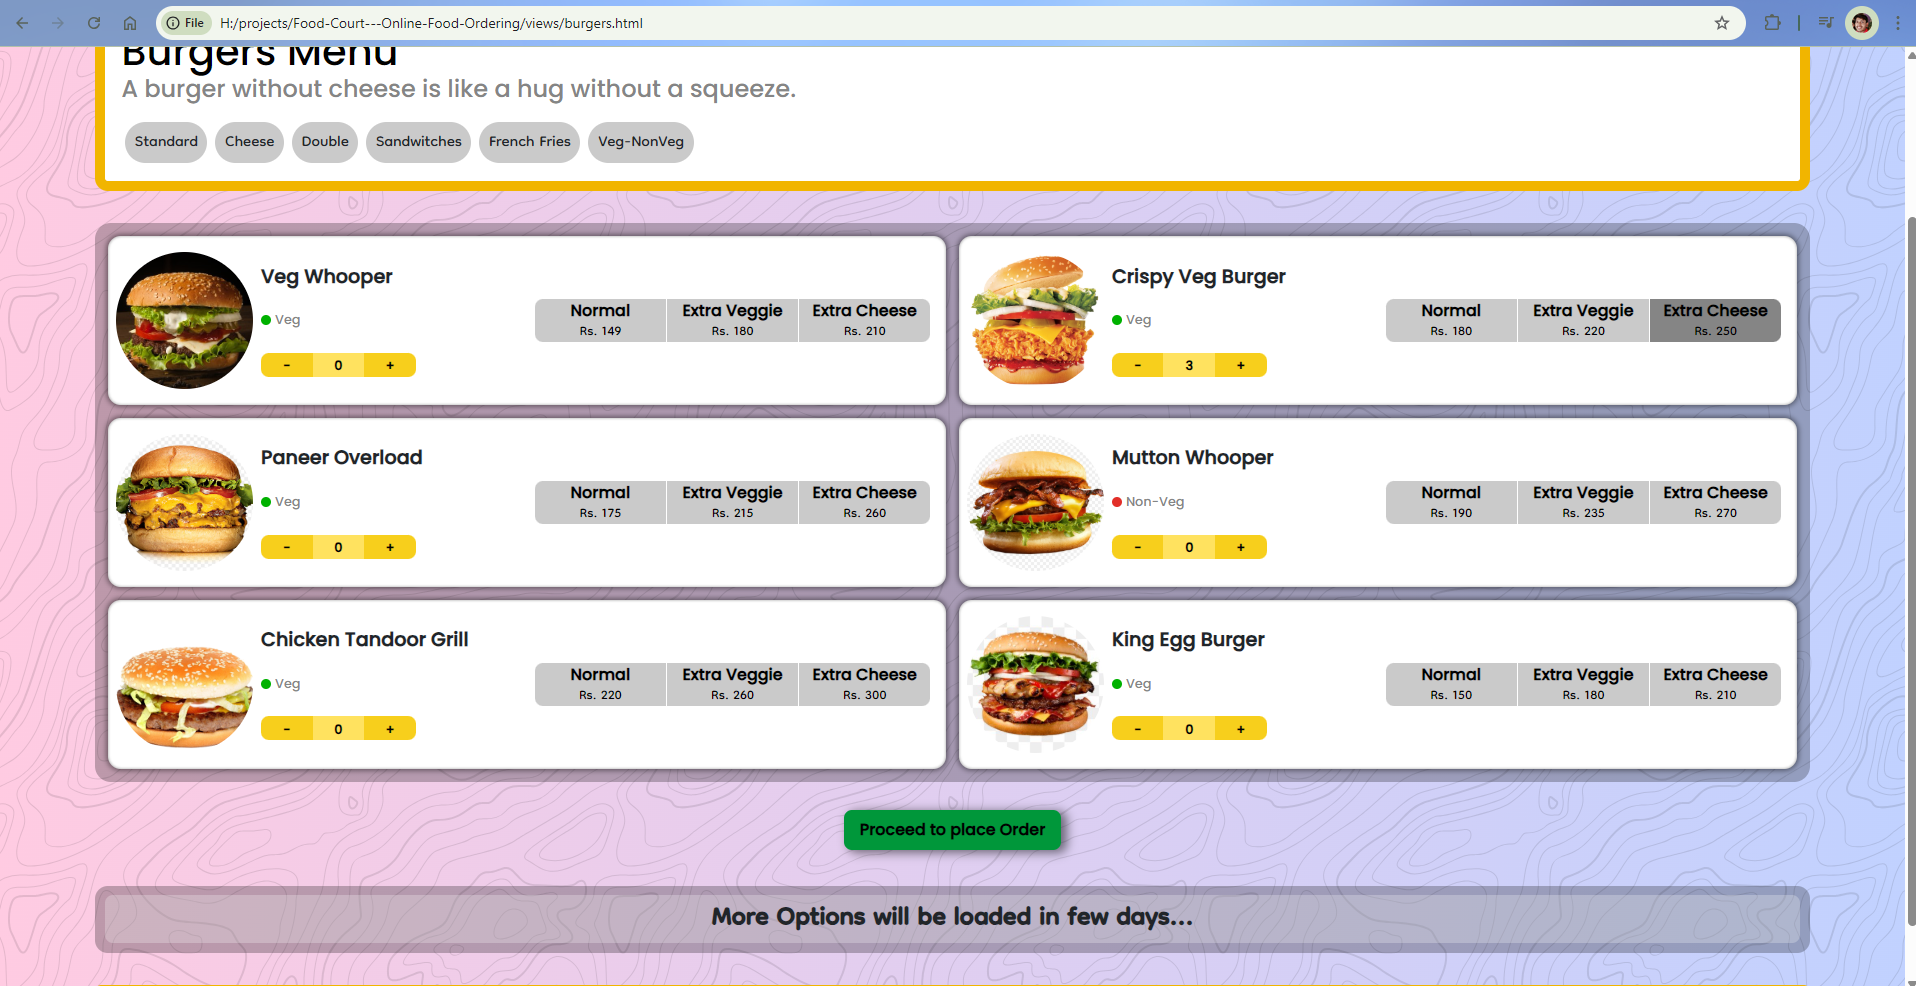 File H:/projects/Food-Court---Online-Food-Ordering/views/burgers.html
Burgers Menu
A burger without cheese is like a hug without a squeeze.
Standard Cheese Double Sandwitches French Fries Veg-NonVeg
Veg Whooper
Veg
Normal Extra Veggie Extra Cheese
Rs. 149 Rs. 180 Rs. 210
- 0 +
Crispy Veg Burger
Veg
Normal Extra Veggie Extra Cheese
Rs. 180 Rs. 220 Rs. 250
- 3 +
Paneer Overload
Veg
Normal Extra Veggie Extra Cheese
Rs. 175 Rs. 215 Rs. 260
- 0 +
Mutton Whooper
Non-Veg
Normal Extra Veggie Extra Cheese
Rs. 190 Rs. 235 Rs. 270
- 0 +
Chicken Tandoor Grill
Veg
Normal Extra Veggie Extra Cheese
Rs. 220 Rs. 260 Rs. 300
- 0 +
King Egg Burger
Veg
Normal Extra Veggie Extra Cheese
Rs. 150 Rs. 180 Rs. 210
- 0 +
Proceed to place Order
More Options will be loaded in few days...